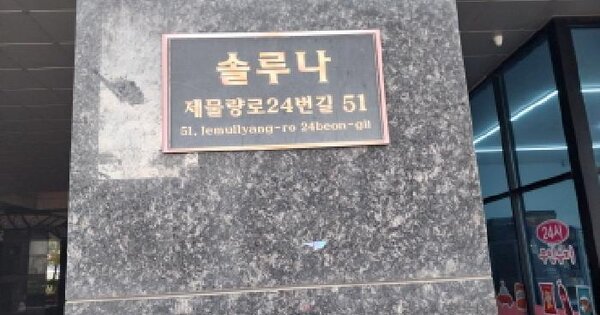 솔루나
제물량로24번길 51
51, Jemullyang-ro 24beon-gil
24시